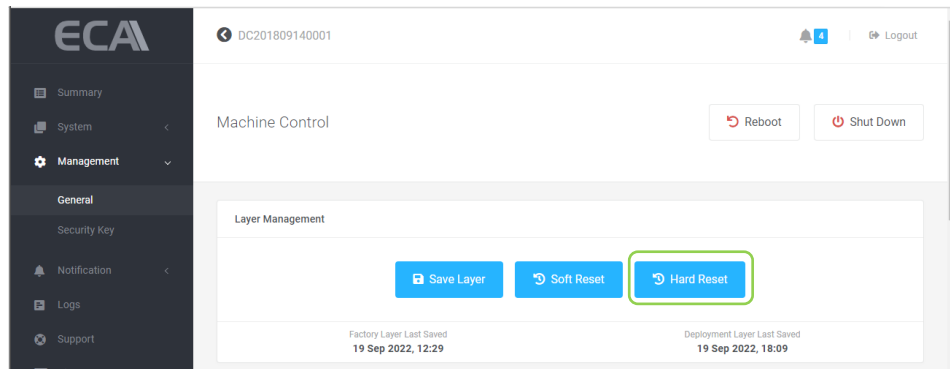 ECA
DC201809140001
4
Logout
Summary
System
Management
General
Security Key
Notification
Logs
Support
Machine Control
Reboot
Shut Down
Layer Management
Save Layer
Soft Reset
Hard Reset
Factory Layer Last Saved
19 Sep 2022, 12:29
Deployment Layer Last Saved
19 Sep 2022, 18:09